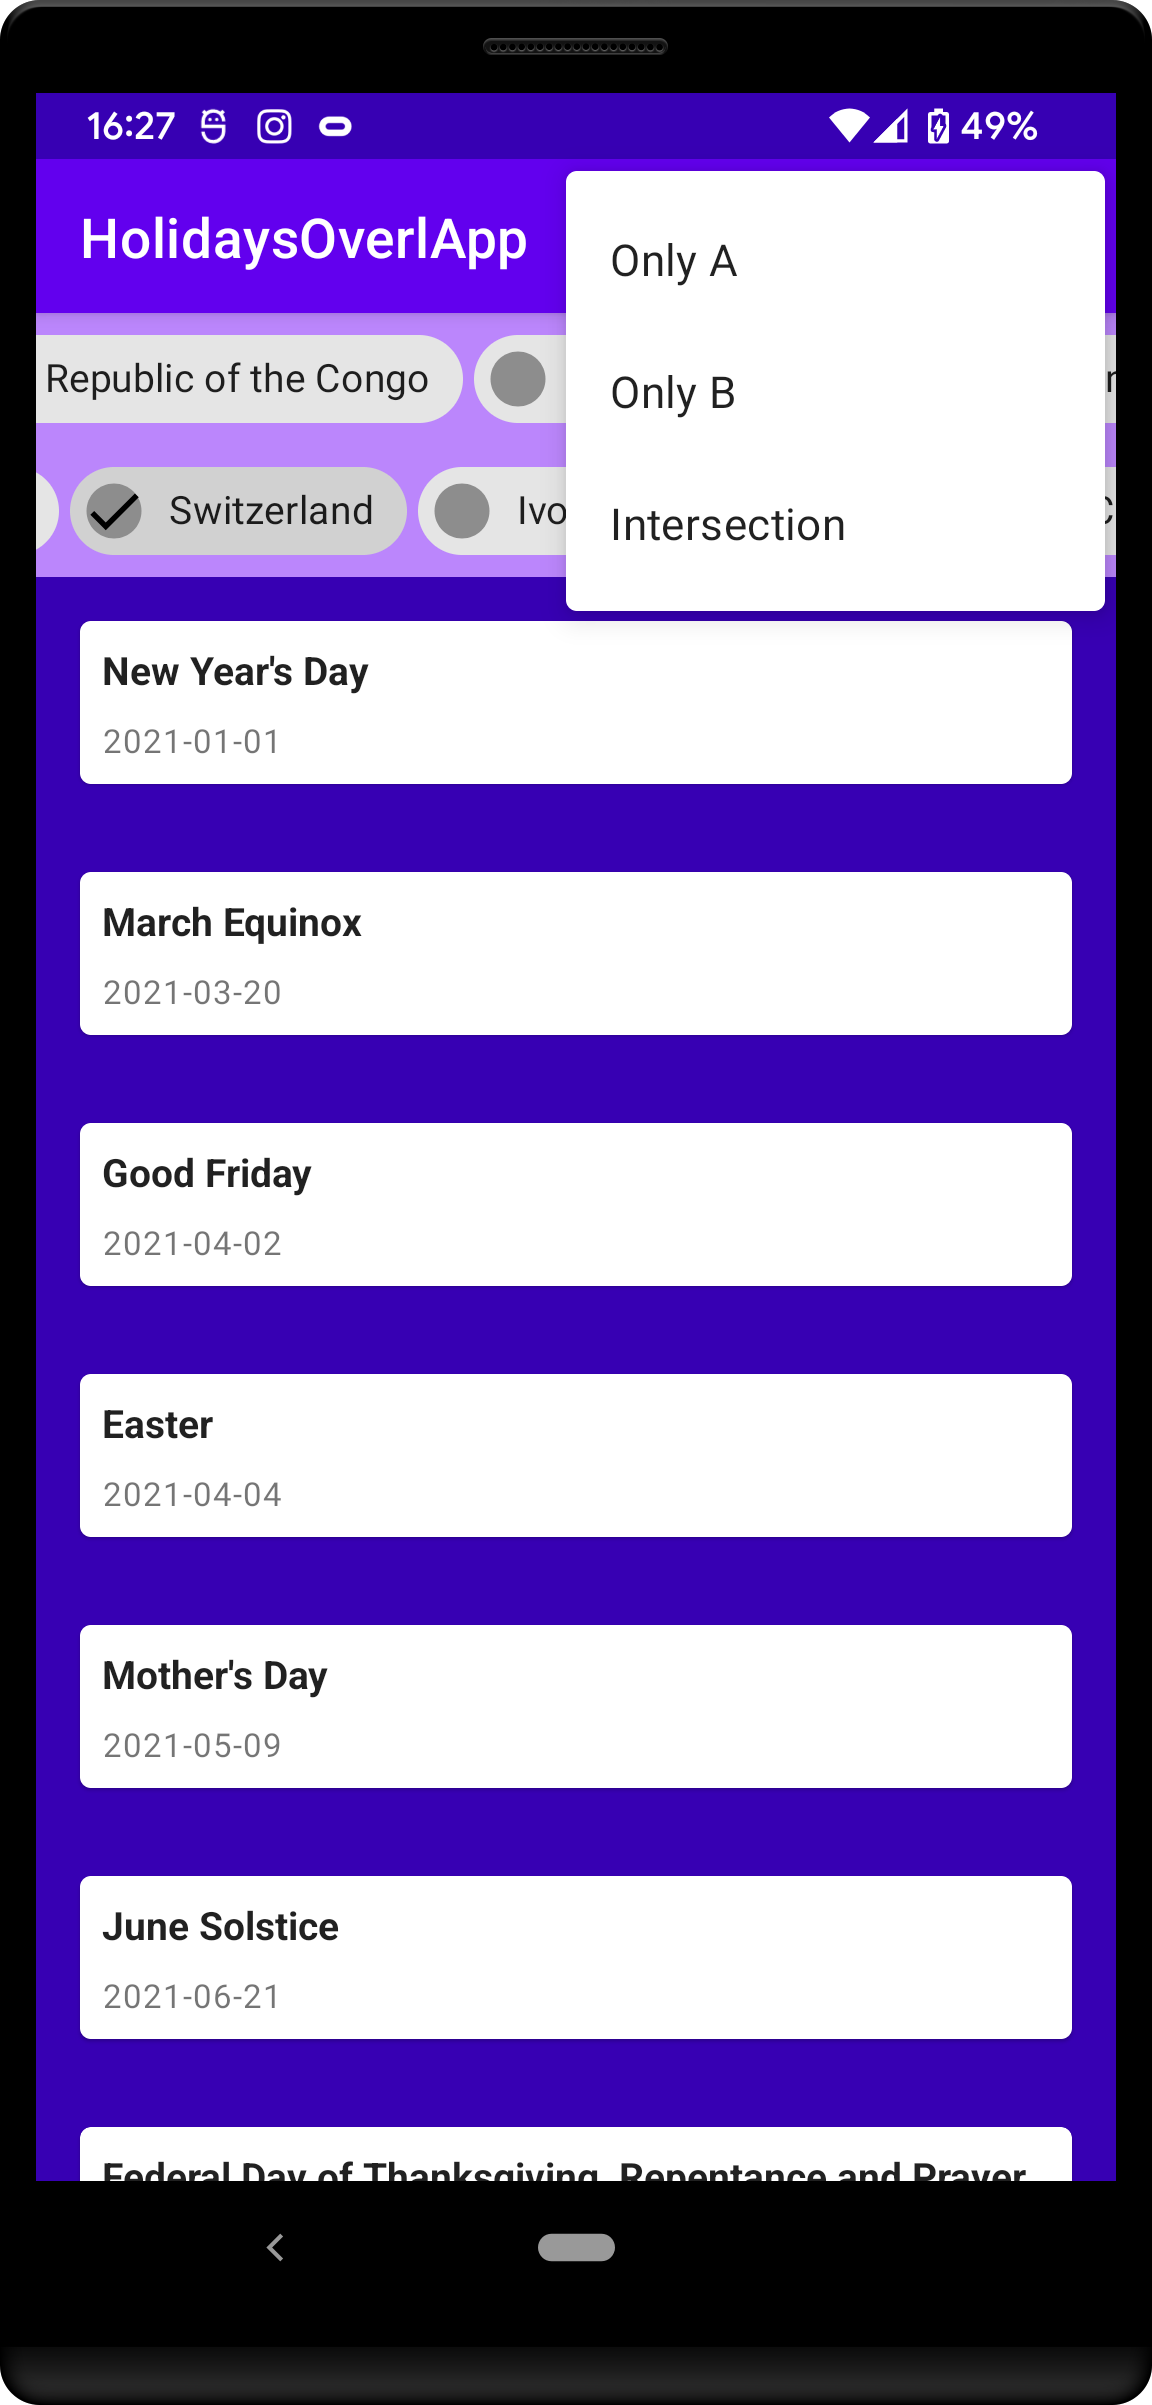 16:27 49%
HolidaysOverlApp
Only A
Only B
Intersection
Republic of the Congo
Switzerland
New Year's Day
2021-01-01
March Equinox
2021-03-20
Good Friday
2021-04-02
Easter
2021-04-04
Mother's Day
2021-05-09
June Solstice
2021-06-21
Federal Day of Thanksgiving, Repentance and Prayer